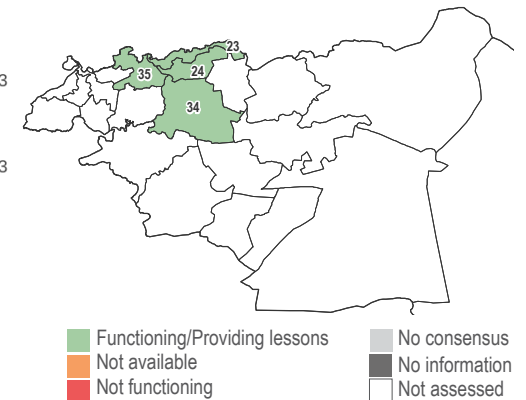 23
3
35
24
34
3
Functioning/Providing lessons
Not available
Not functioning
No consensus
No information
Not assessed